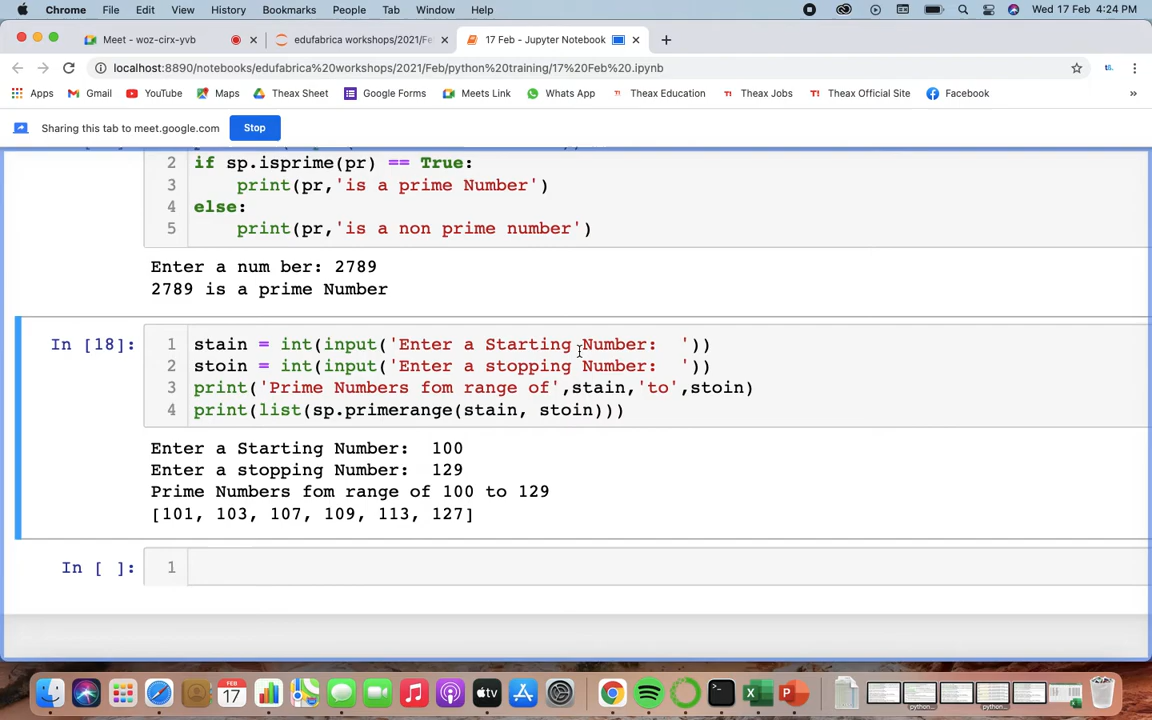 Chrome File Edit View History Bookmarks People Tab Window Help Wed 17 Feb 4:24 PM
Meet - woz-cirx-yvb edufabrica workshops/2021/Fe 17 Feb - Jupyter Notebook
localhost:8890/notebooks/edufabrica%20workshops/2021/Feb/python%20training/17%20Feb%20.ipynb
Apps Gmail YouTube Maps Theax Sheet Google Forms Meets Link Whats App Theax Education Theax Jobs Theax Official Site Facebook »
Sharing this tab to meet.google.com Stop
2 if sp.isprime(pr) == True:
3 print(pr,'is a prime Number')
4 else:
5 print(pr,'is a non prime number')
Enter a num ber: 2789
2789 is a prime Number
In [18]: 1 stain = int(input('Enter a Starting Number:  '))
2 stoin = int(input('Enter a stopping Number:  '))
3 print('Prime Numbers fom range of',stain,'to',stoin)
4 print(list(sp.primerange(stain, stoin)))
Enter a Starting Number:  100
Enter a stopping Number:  129
Prime Numbers fom range of 100 to 129
[101, 103, 107, 109, 113, 127]
In [ ]: 1
FEB
17
tv
python
python